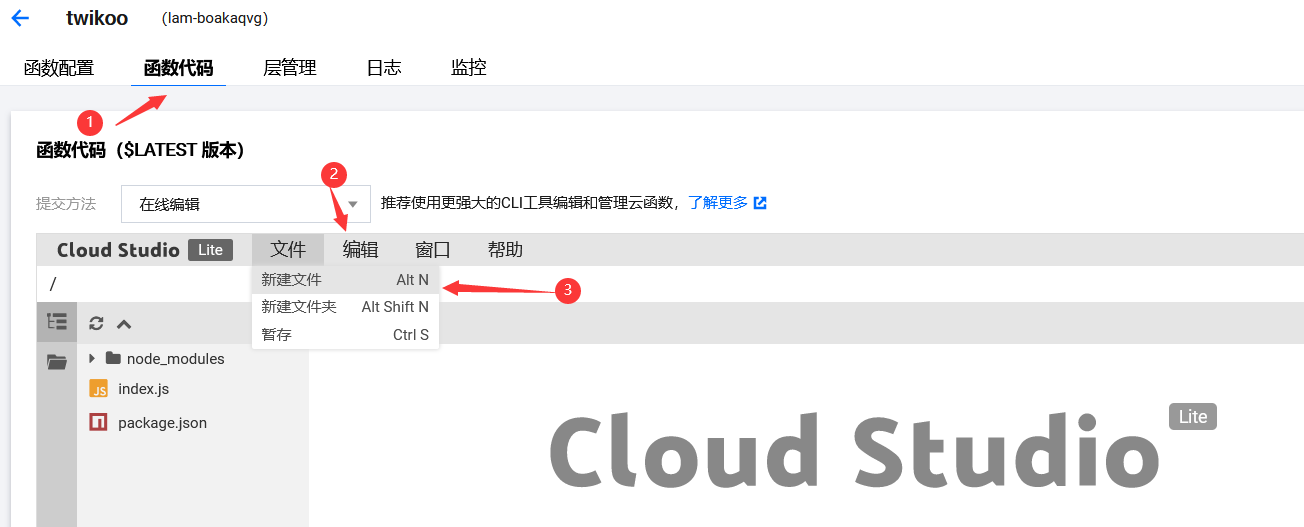 twikoo (lam-boakaqvg)
函数配置 函数代码 层管理 日志 监控
1
函数代码（$LATEST 版本）
2
提交方法 在线编辑 推荐使用更强大的CLI工具编辑和管理云函数，了解更多
Cloud Studio Lite 文件 编辑 窗口 帮助
/
新建文件 Alt N
3
新建文件夹 Alt Shift N
暂存 Ctrl S
node_modules
JS index.js
package.json
Cloud Studio Lite